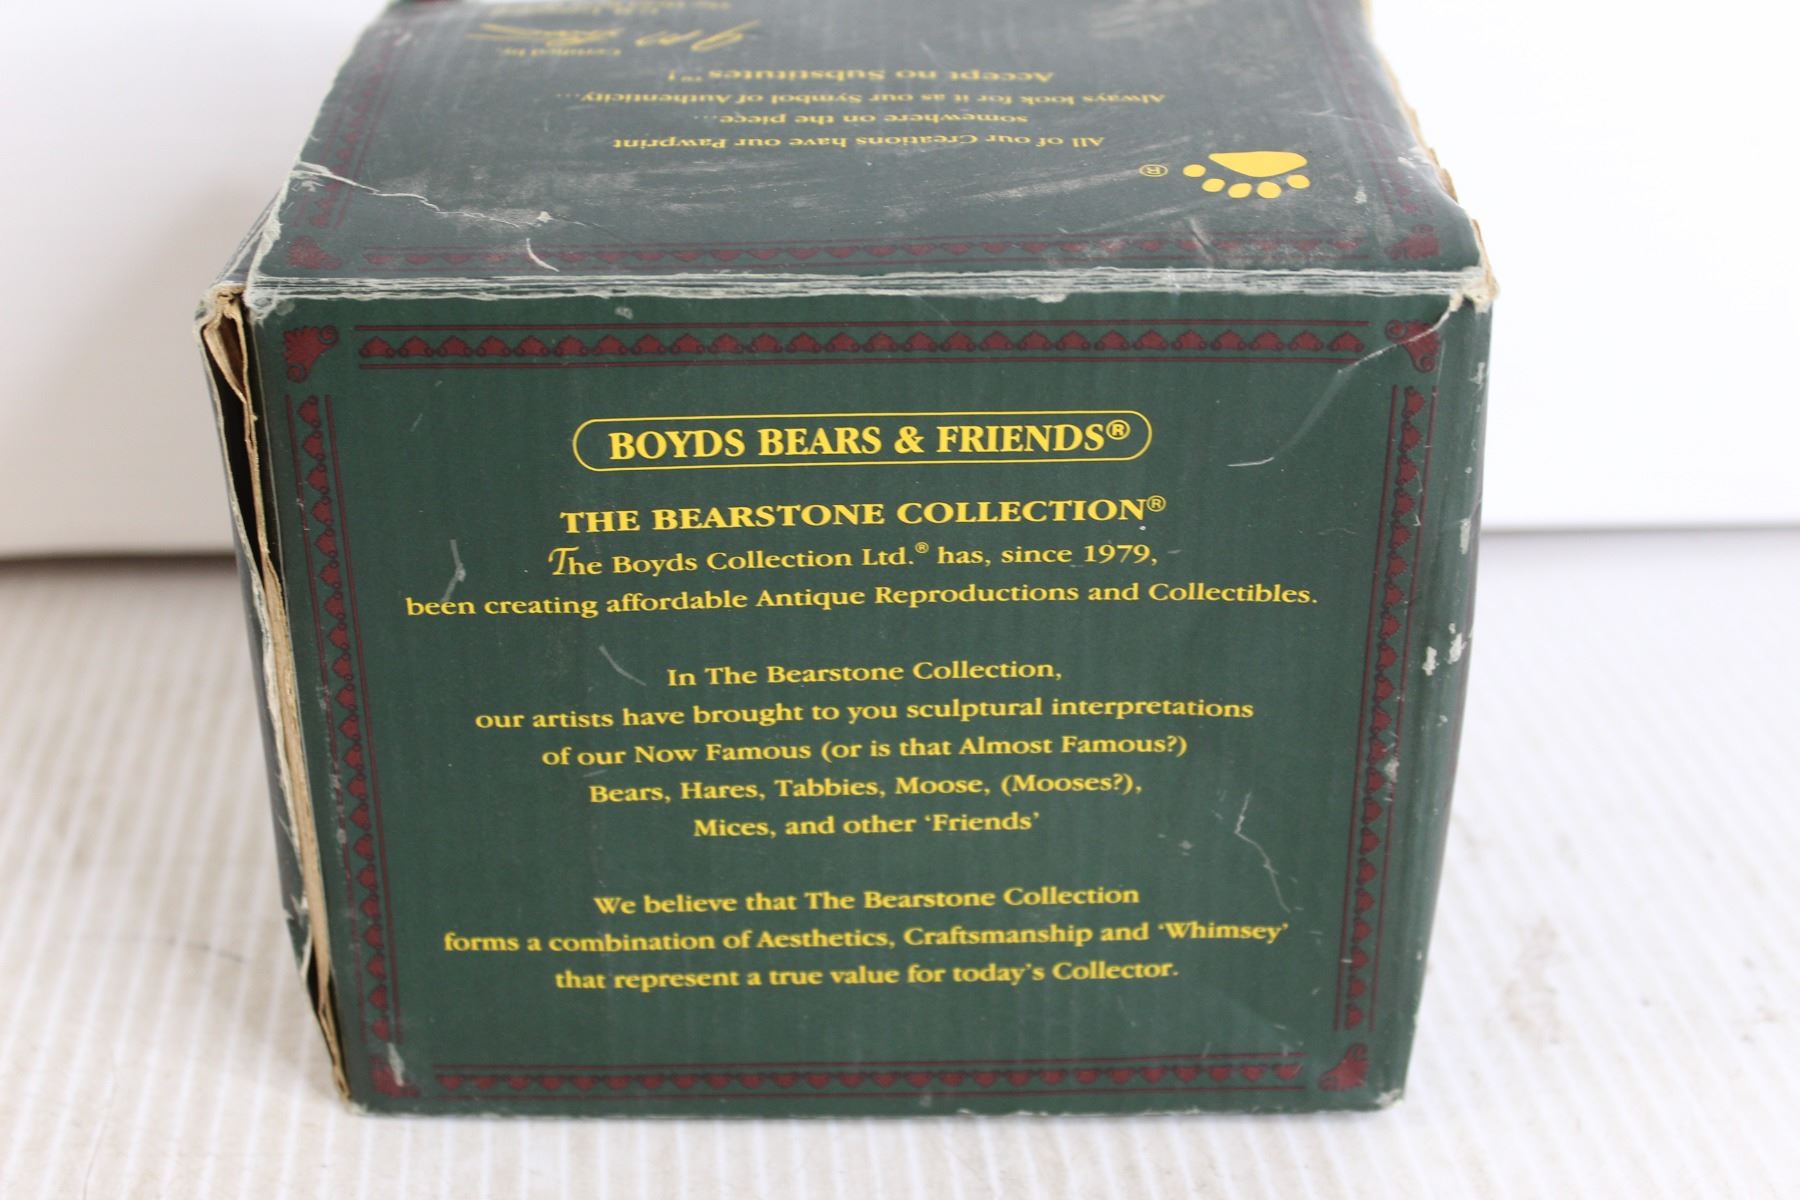 Certified by:
All of our Creations have our Pawprint
somewhere on the piece...
Always look for it as our Symbol of Authenticity...
Accept no Substitutes™!
®
BOYDS BEARS & FRIENDS®
THE BEARSTONE COLLECTION®
The Boyds Collection Ltd.® has, since 1979,
been creating affordable Antique Reproductions and Collectibles.
In The Bearstone Collection,
our artists have brought to you sculptural interpretations
of our Now Famous (or is that Almost Famous?)
Bears, Hares, Tabbies, Moose, (Mooses?),
Mices, and other ‘Friends’
We believe that The Bearstone Collection
forms a combination of Aesthetics, Craftsmanship and ‘Whimsey’
that represent a true value for today's Collector.